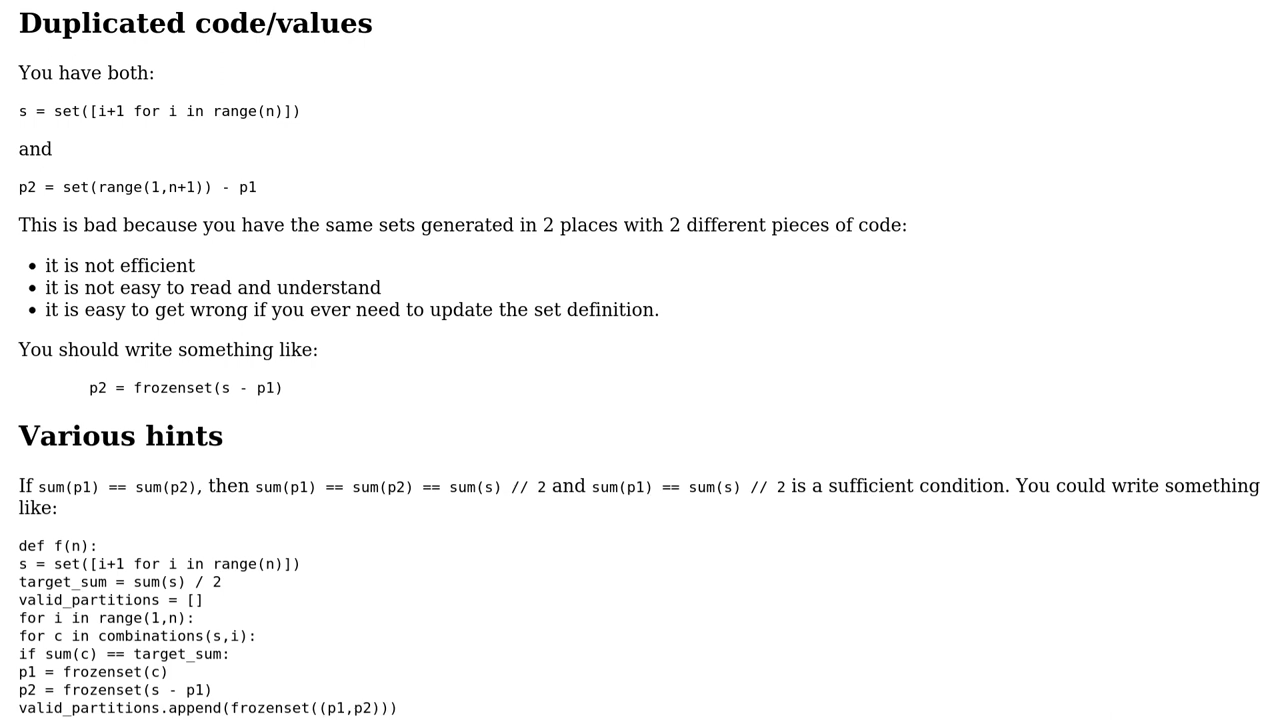 Duplicated code/values
You have both:
s = set([i+1 for i in range(n)])
and
p2 = set(range(1,n+1)) - p1
This is bad because you have the same sets generated in 2 places with 2 different pieces of code:
• it is not efficient
• it is not easy to read and understand
• it is easy to get wrong if you ever need to update the set definition.
You should write something like:
p2 = frozenset(s - p1)
Various hints
If sum(p1) == sum(p2), then sum(p1) == sum(p2) == sum(s) // 2 and sum(p1) == sum(s) // 2 is a sufficient condition. You could write something
like:
def f(n):
s = set([i+1 for i in range(n)])
target_sum = sum(s) / 2
valid_partitions = []
for i in range(1,n):
for c in combinations(s,i):
if sum(c) == target_sum:
p1 = frozenset(c)
p2 = frozenset(s - p1)
valid_partitions.append(frozenset((p1,p2)))